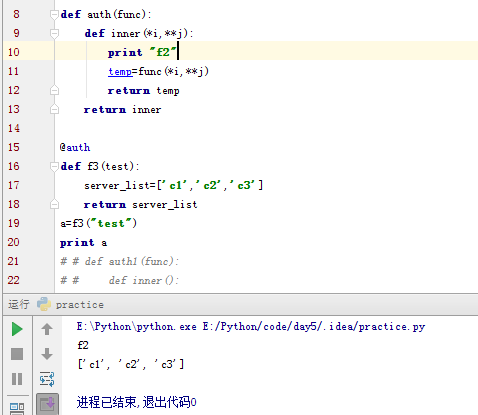 8 def auth(func):
9 def inner(*i,**j):
10 print "f2"
11 temp=func(*i,**j)
12 return temp
13 return inner
14
15 @auth
16 def f3(test):
17 server_list=['c1','c2','c3']
18 return server_list
19 a=f3("test")
20 print a
21 # # def auth1(func):
22 # # def inner():
运行 practice
E:\Python\python.exe E:/Python/code/day5/.idea/practice.py
f2
['c1', 'c2', 'c3']
进程已结束,退出代码0